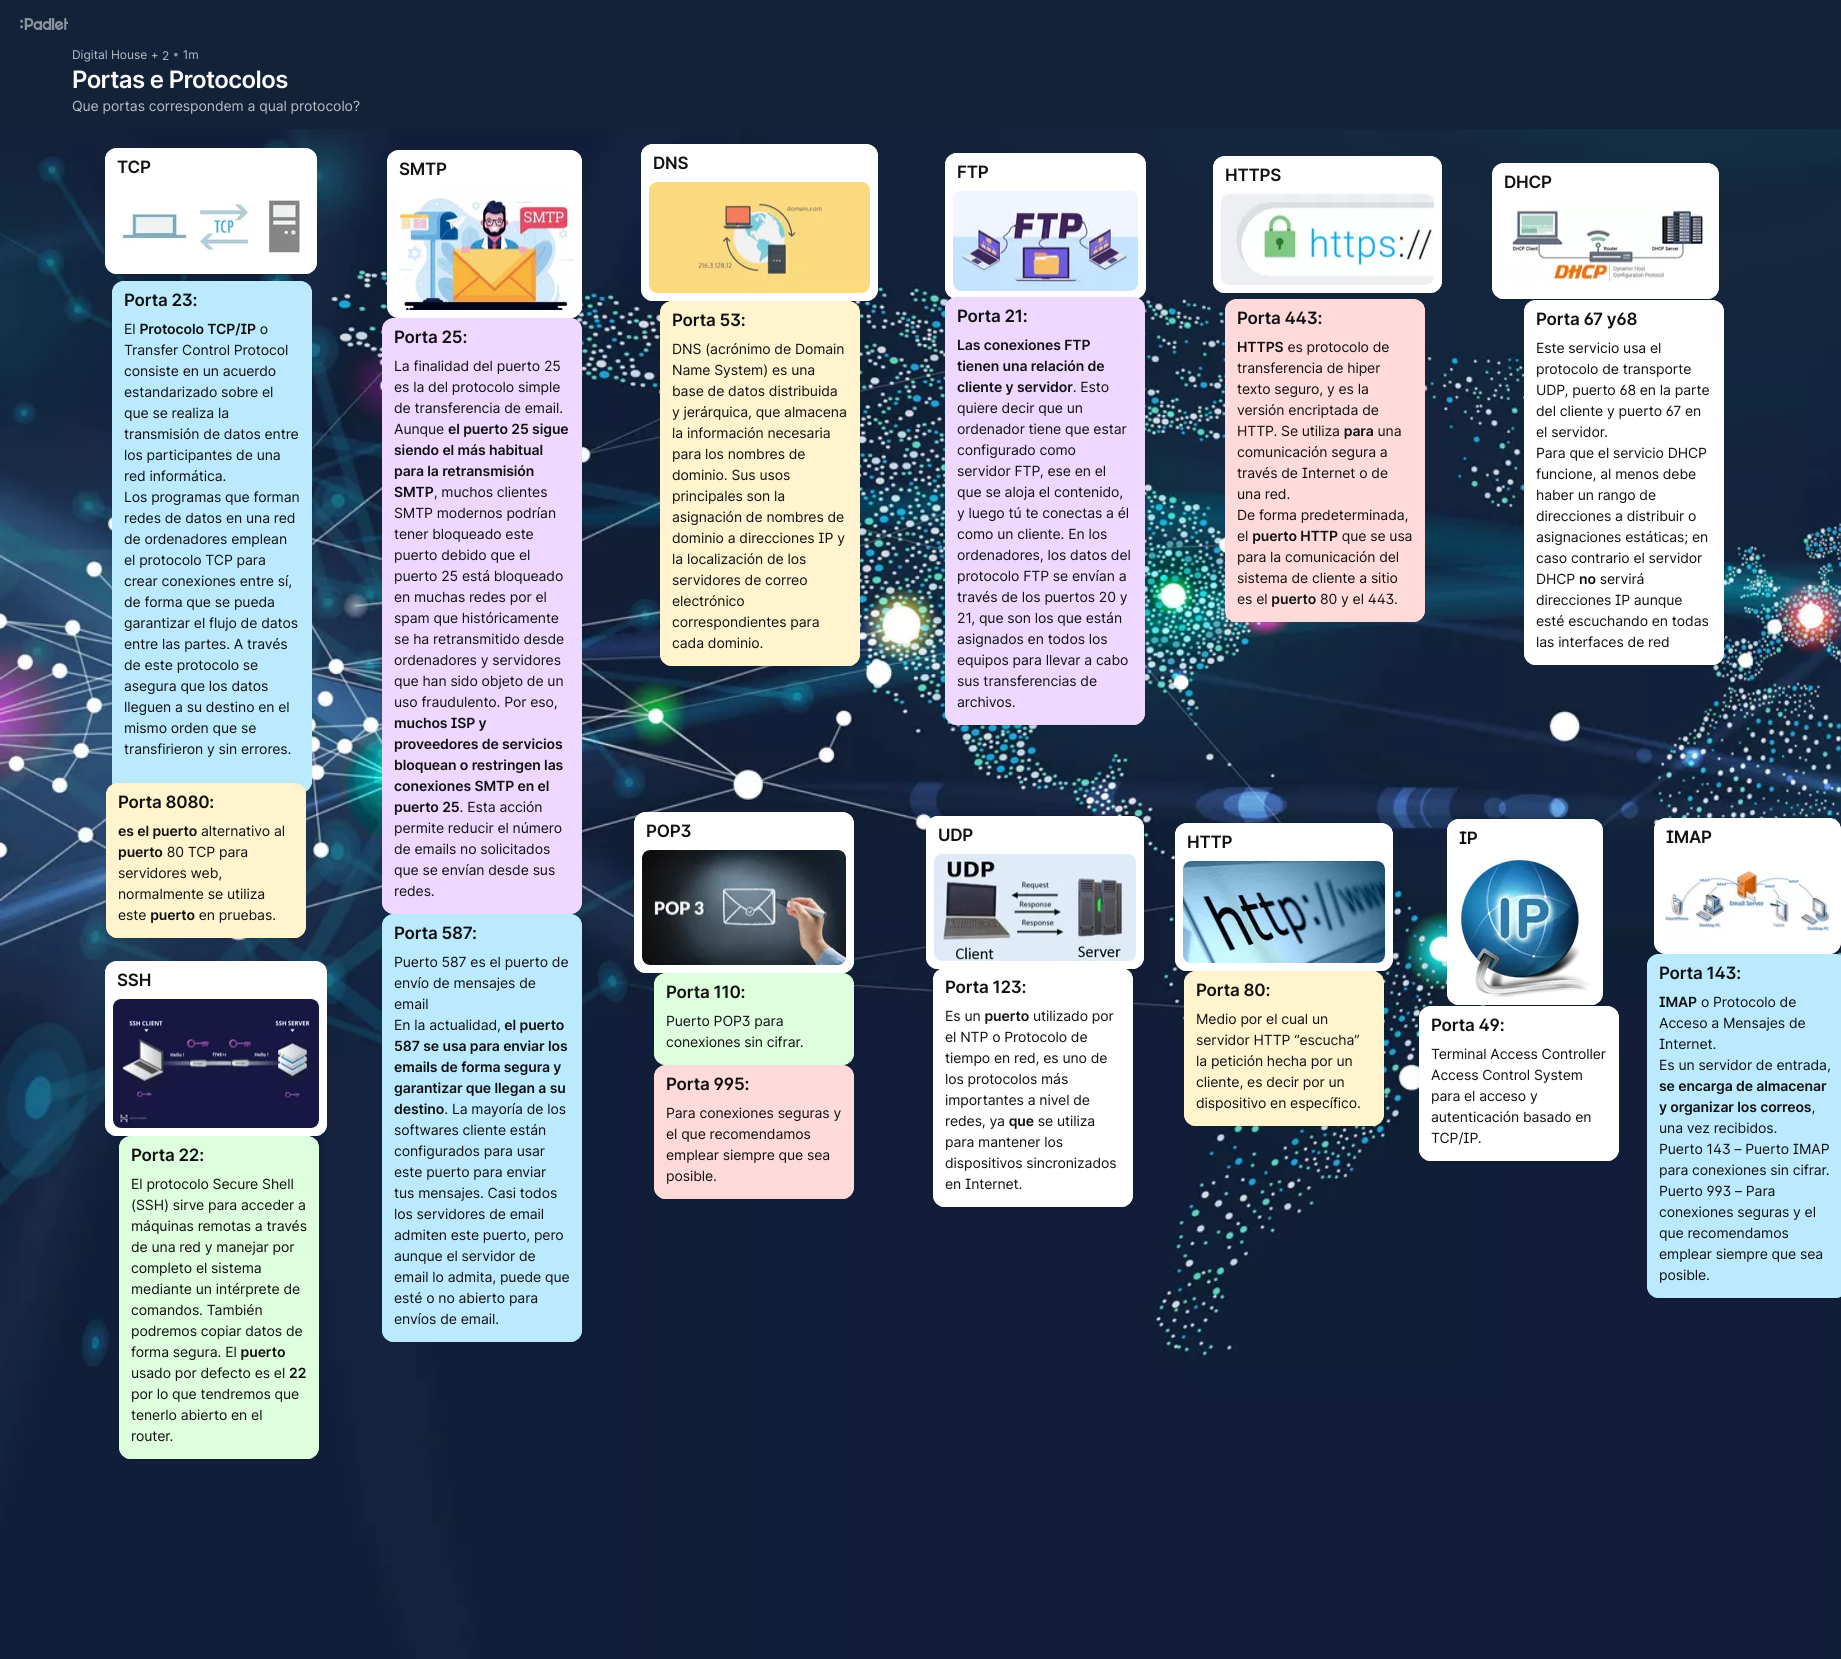 :Padlet
Digital House + 2 • 1m
Portas e Protocolos
Que portas correspondem a qual protocolo?
TCP
TCP
Porta 23:
El Protocolo TCP/IP o
Transfer Control Protocol
consiste en un acuerdo
estandarizado sobre el
que se realiza la
transmisión de datos entre
los participantes de una
red informática.
Los programas que forman
redes de datos en una red
de ordenadores emplean
el protocolo TCP para
crear conexiones entre sí,
de forma que se pueda
garantizar el flujo de datos
entre las partes. A través
de este protocolo se
asegura que los datos
lleguen a su destino en el
mismo orden que se
transfirieron y sin errores.
Porta 8080:
es el puerto alternativo al
puerto 80 TCP para
servidores web,
normalmente se utiliza
este puerto en pruebas.
SSH
SSH CLIENT
SSH SERVER
Hello !
Hello !
Porta 22:
El protocolo Secure Shell
(SSH) sirve para acceder a
máquinas remotas a través
de una red y manejar por
completo el sistema
mediante un intérprete de
comandos. También
podremos copiar datos de
forma segura. El puerto
usado por defecto es el 22
por lo que tendremos que
tenerlo abierto en el
router.
SMTP
SMTP
Porta 25:
La finalidad del puerto 25
es la del protocolo simple
de transferencia de email.
Aunque el puerto 25 sigue
siendo el más habitual
para la retransmisión
SMTP, muchos clientes
SMTP modernos podrían
tener bloqueado este
puerto debido que el
puerto 25 está bloqueado
en muchas redes por el
spam que históricamente
se ha retransmitido desde
ordenadores y servidores
que han sido objeto de un
uso fraudulento. Por eso,
muchos ISP y
proveedores de servicios
bloquean o restringen las
conexiones SMTP en el
puerto 25. Esta acción
permite reducir el número
de emails no solicitados
que se envían desde sus
redes.
Porta 587:
Puerto 587 es el puerto de
envío de mensajes de
email
En la actualidad, el puerto
587 se usa para enviar los
emails de forma segura y
garantizar que llegan a su
destino. La mayoría de los
softwares cliente están
configurados para usar
este puerto para enviar
tus mensajes. Casi todos
los servidores de email
admiten este puerto, pero
aunque el servidor de
email lo admita, puede que
esté o no abierto para
envíos de email.
DNS
domain.com
216.3.128.12
Porta 53:
DNS (acrónimo de Domain
Name System) es una
base de datos distribuida
y jerárquica, que almacena
la información necesaria
para los nombres de
dominio. Sus usos
principales son la
asignación de nombres de
dominio a direcciones IP y
la localización de los
servidores de correo
electrónico
correspondientes para
cada dominio.
FTP
FTP
Porta 21:
Las conexiones FTP
tienen una relación de
cliente y servidor. Esto
quiere decir que un
ordenador tiene que estar
configurado como
servidor FTP, ese en el
que se aloja el contenido,
y luego tú te conectas a él
como un cliente. En los
ordenadores, los datos del
protocolo FTP se envían a
través de los puertos 20 y
21, que son los que están
asignados en todos los
equipos para llevar a cabo
sus transferencias de
archivos.
HTTPS
https://
Porta 443:
HTTPS es protocolo de
transferencia de hiper
texto seguro, y es la
versión encriptada de
HTTP. Se utiliza para una
comunicación segura a
través de Internet o de
una red.
De forma predeterminada,
el puerto HTTP que se usa
para la comunicación del
sistema de cliente a sitio
es el puerto 80 y el 443.
DHCP
DHCP Client
Router
DHCP Server
DHCP
Dynamic Host
Configuration Protocol
Porta 67 y68
Este servicio usa el
protocolo de transporte
UDP, puerto 68 en la parte
del cliente y puerto 67 en
el servidor.
Para que el servicio DHCP
funcione, al menos debe
haber un rango de
direcciones a distribuir o
asignaciones estáticas; en
caso contrario el servidor
DHCP no servirá
direcciones IP aunque
esté escuchando en todas
las interfaces de red
POP3
POP 3
Porta 110:
Puerto POP3 para
conexiones sin cifrar.
Porta 995:
Para conexiones seguras y
el que recomendamos
emplear siempre que sea
posible.
UDP
UDP
Request
Response
Response
Client
Server
Porta 123:
Es un puerto utilizado por
el NTP o Protocolo de
tiempo en red, es uno de
los protocolos más
importantes a nivel de
redes, ya que se utiliza
para mantener los
dispositivos sincronizados
en Internet.
HTTP
http://www
Porta 80:
Medio por el cual un
servidor HTTP “escucha”
la petición hecha por un
cliente, es decir por un
dispositivo en específico.
IP
IP
Porta 49:
Terminal Access Controller
Access Control System
para el acceso y
autenticación basado en
TCP/IP.
IMAP
Email Server
Porta 143:
IMAP o Protocolo de
Acceso a Mensajes de
Internet.
Es un servidor de entrada,
se encarga de almacenar
y organizar los correos,
una vez recibidos.
Puerto 143 – Puerto IMAP
para conexiones sin cifrar.
Puerto 993 – Para
conexiones seguras y el
que recomendamos
emplear siempre que sea
posible.